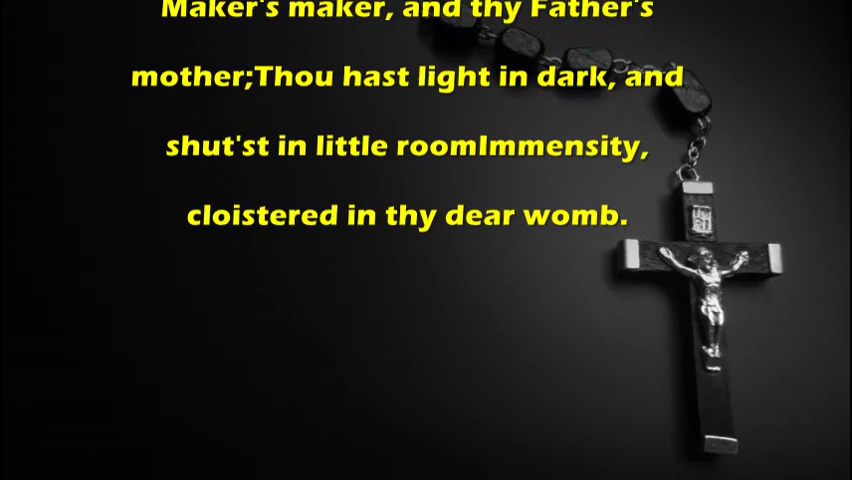 Maker's maker, and thy Father's
mother;Thou hast light in dark, and
shut'st in little roomImmensity,
cloistered in thy dear womb.